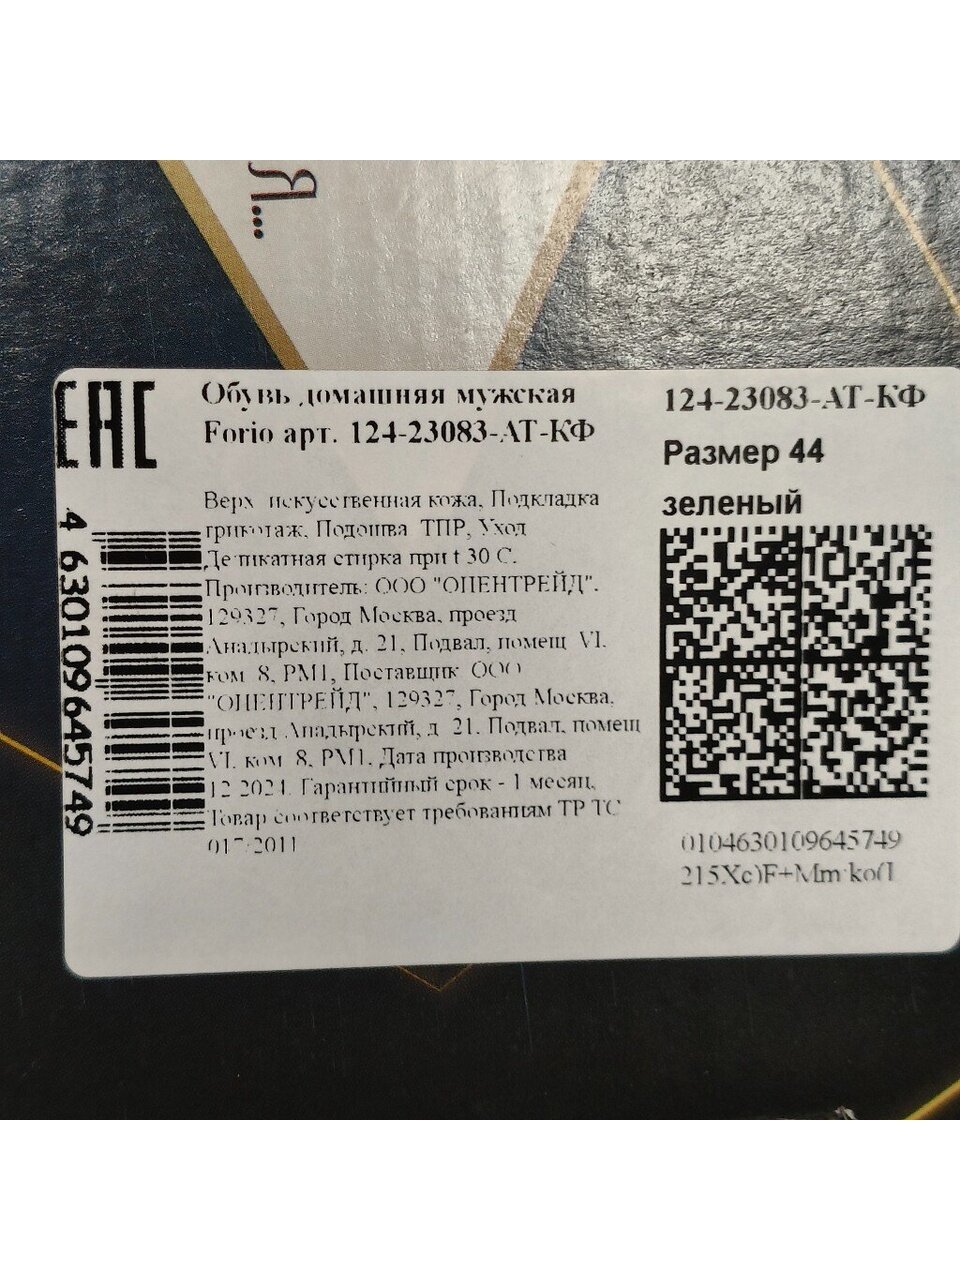 Я...
ЕАС
Обувь домашняя мужская
Forio арт. 124-23083-АТ-КФ
Верх искусственная кожа, Подкладка
трикотаж, Подошва ТПР, Уход
Деликатная стирка при t 30 С.
Производитель: ООО "ОПЕНТРЕЙД",
129327, Город Москва, проезд
Анадырский, д. 21, Подвал, помещ VI,
ком 8, РМ1, Поставщик ООО
"ОПЕНТРЕЙД", 129327, Город Москва,
проезд Анадырский, д 21, Подвал, помещ
VI, ком 8, РМ1, Дата производства
12 2024, Гарантийный срок - 1 месяц,
Товар соответствует требованиям ТР ТС
017/2011
4 630109 645749
124-23083-АТ-КФ
Размер 44
зеленый
0104630109645749